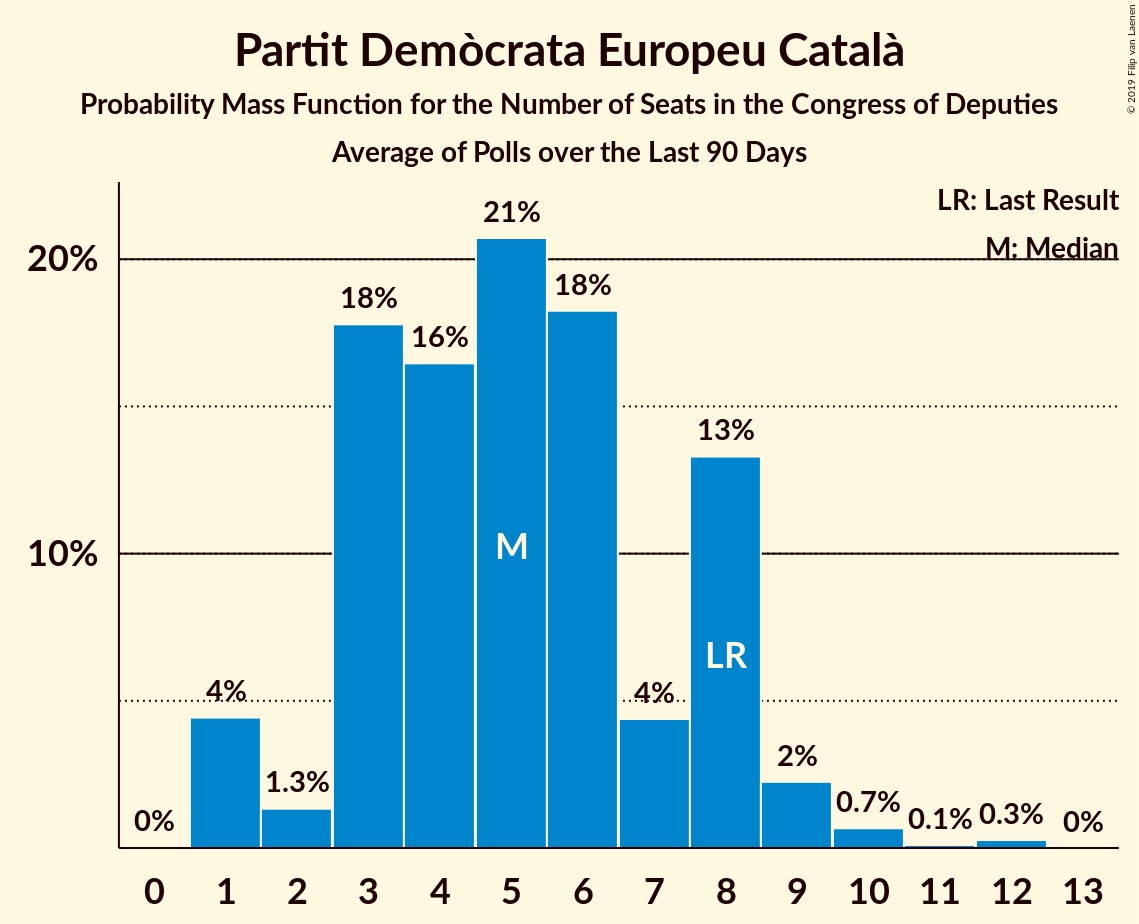 Partit Demòcrata Europeu Català
Probability Mass Function for the Number of Seats in the Congress of Deputies
Average of Polls over the Last 90 Days
© 2019 Filip van Laenen
LR: Last Result
M: Median
20%
10%
0%
4%
1.3%
18%
16%
21%
18%
4%
13%
2%
0.7%
0.1%
0.3%
0%
M
LR
0 1 2 3 4 5 6 7 8 9 10 11 12 13